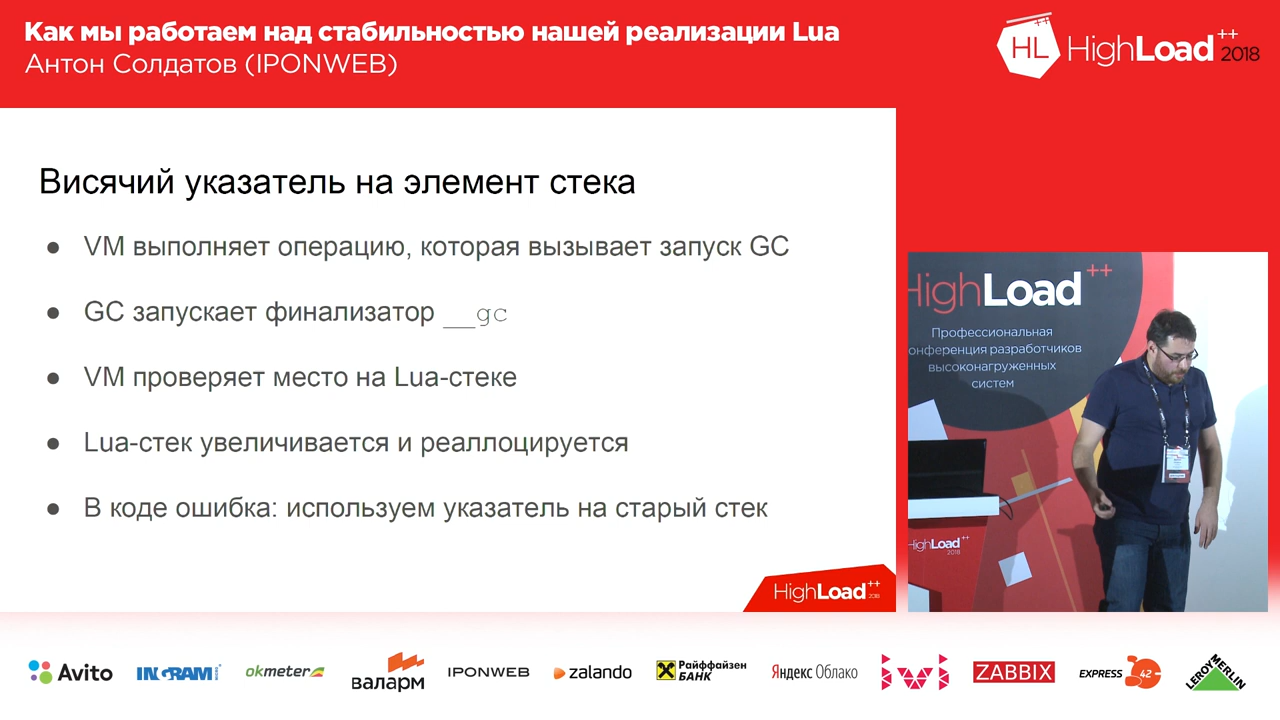 Как мы работаем над стабильностью нашей реализации Lua
Антон Солдатов (IPONWEB)
HL HighLoad++ 2018
Висячий указатель на элемент стека
● VM выполняет операцию, которая вызывает запуск GC
● GC запускает финализатор __gc
● VM проверяет место на Lua-стеке
● Lua-стек увеличивается и реаллоцируется
● В коде ошибка: используем указатель на старый стек
HighLoad++ 2018
HighLoad++
Профессиональная
конференция разработчиков
высоконагруженных
систем
HighLoad++
2018
Avito
INGRAM
okmeter
валарм
IPONWEB
zalando
Райффайзен
БАНК
Яндекс Облако
ivi
ZABBIX
EXPRESS 42
LEROY MERLIN